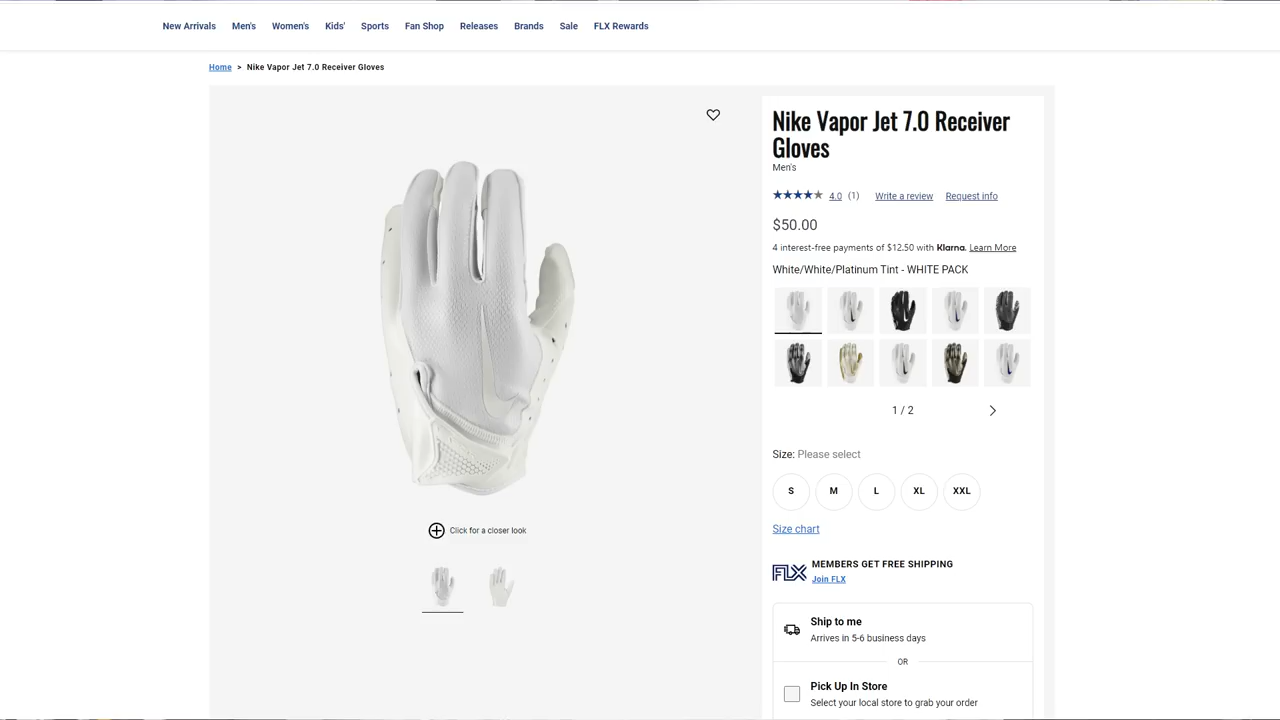 New Arrivals Men's Women's Kids' Sports Fan Shop Releases Brands Sale FLX Rewards
Home > Nike Vapor Jet 7.0 Receiver Gloves
Nike Vapor Jet 7.0 Receiver
Gloves
Men's
4.0 (1) Write a review Request info
$50.00
4 interest-free payments of $12.50 with Klarna. Learn More
White/White/Platinum Tint - WHITE PACK
1 / 2
Size: Please select
S M L XL XXL
Size chart
Click for a closer look
FLX MEMBERS GET FREE SHIPPING
Join FLX
Ship to me
Arrives in 5-6 business days
OR
Pick Up In Store
Select your local store to grab your order